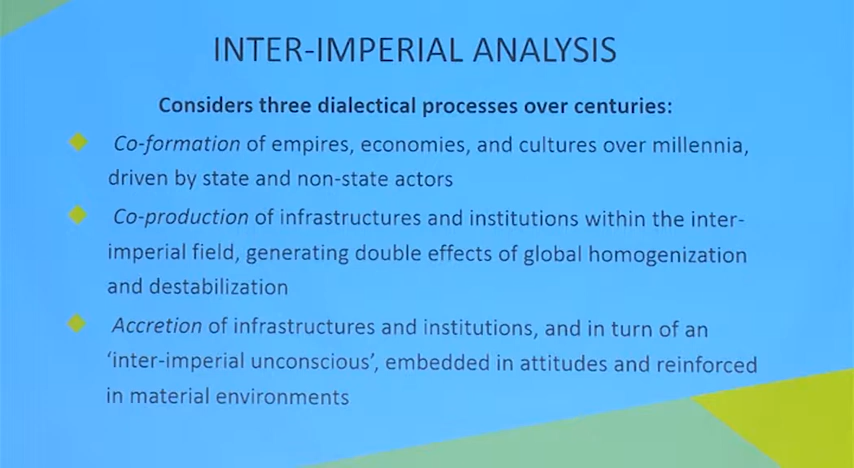 INTER-IMPERIAL ANALYSIS
Considers three dialectical processes over centuries:
Co-formation of empires, economies, and cultures over millennia,
driven by state and non-state actors
Co-production of infrastructures and institutions within the inter-
imperial field, generating double effects of global homogenization
and destabilization
Accretion of infrastructures and institutions, and in turn of an
‘inter-imperial unconscious’, embedded in attitudes and reinforced
in material environments